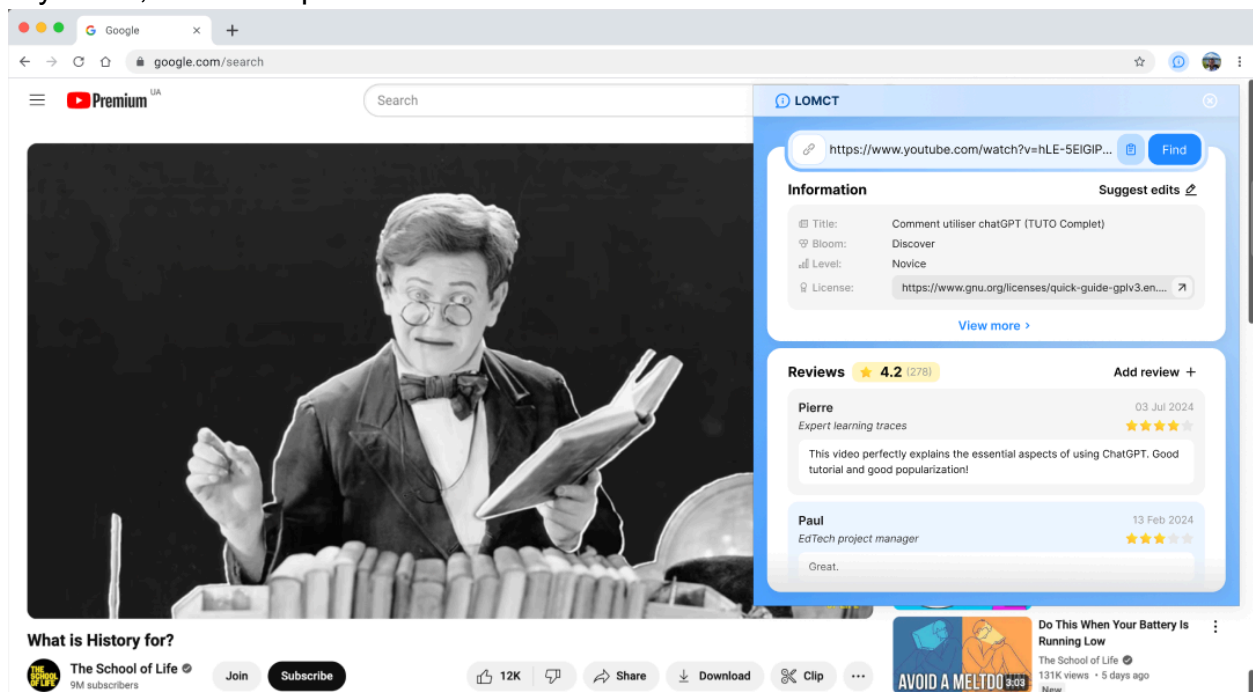 Google
google.com/search
Premium UA
Search
LOMCT
https://www.youtube.com/watch?v=hLE-5ElGlP...
Find
Information
Suggest edits
Title: Comment utiliser chatGPT (TUTO Complet)
Bloom: Discover
Level: Novice
License: https://www.gnu.org/licenses/quick-guide-gplv3.en....
View more >
Reviews 4.2 (278)
Add review +
Pierre 03 Jul 2024
Expert learning traces
This video perfectly explains the essential aspects of using ChatGPT. Good
tutorial and good popularization!
Paul 13 Feb 2024
EdTech project manager
Great.
What is History for?
THE SCHOOL OF LIFE
The School of Life
9M subscribers
Join
Subscribe
12K
Share
Download
Clip
AVOID A MELTDO
3:03
Do This When Your Battery Is
Running Low
The School of Life
131K views • 5 days ago
New